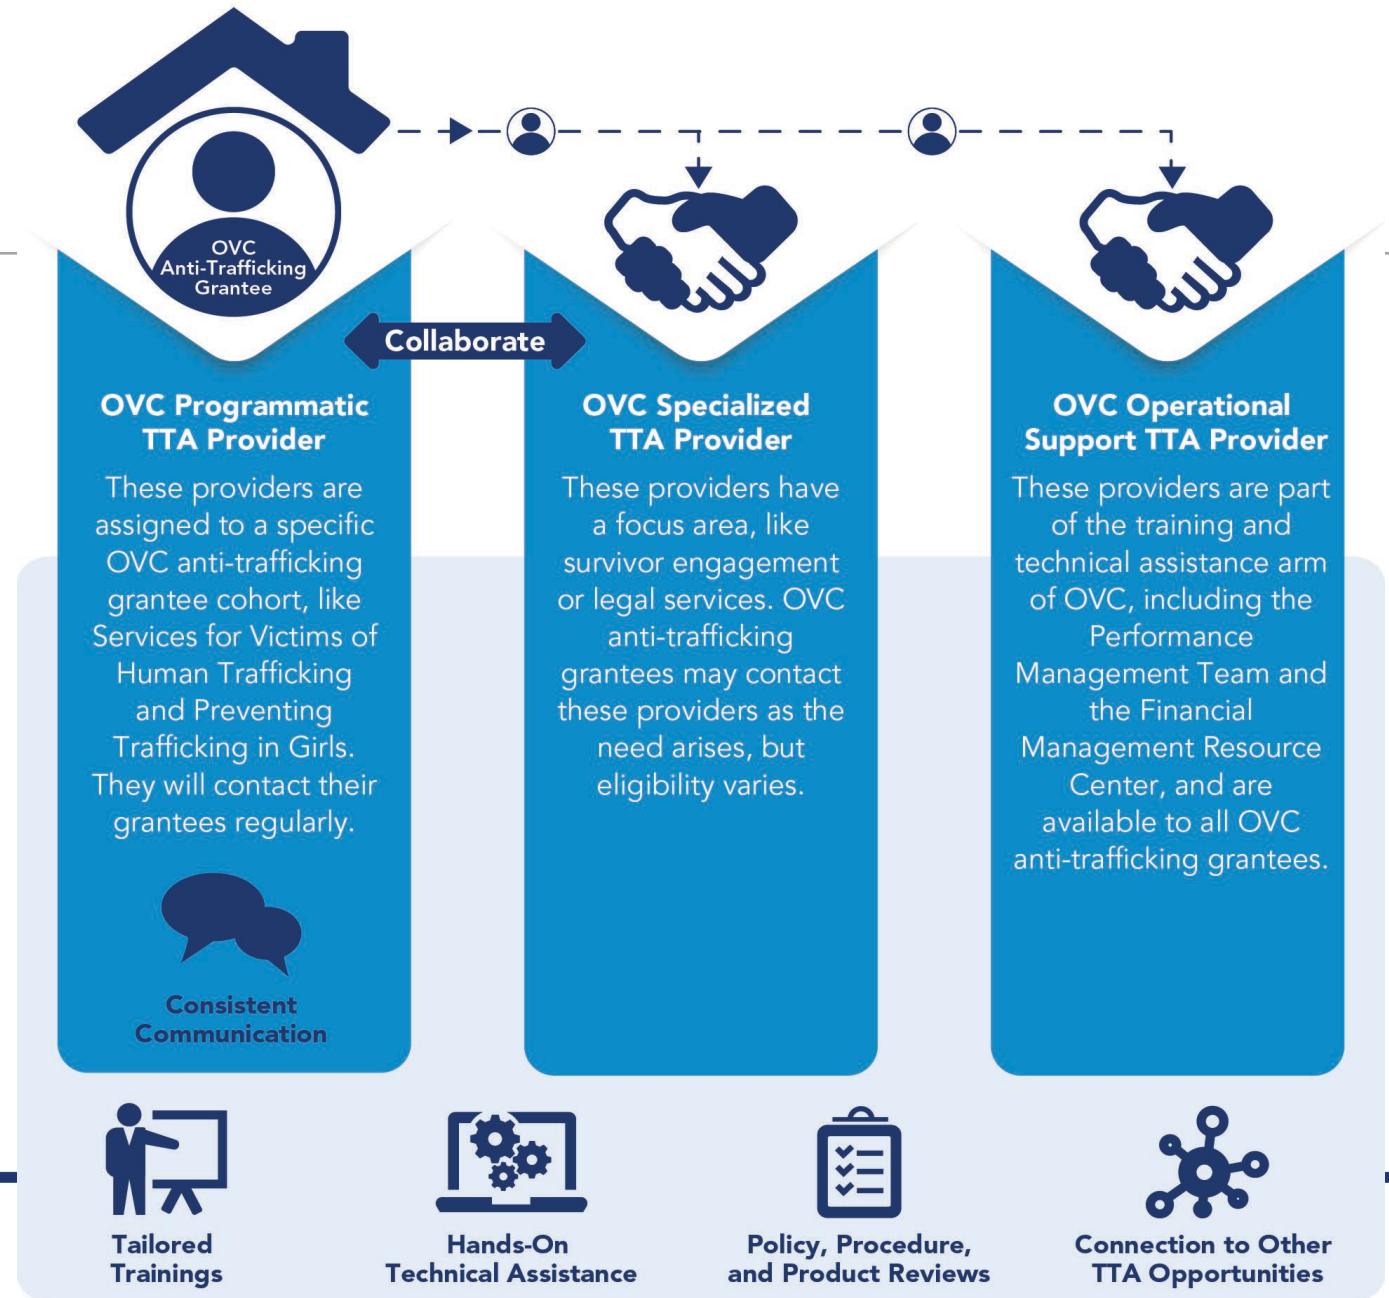 OVC
Anti-Trafficking
Grantee
Collaborate
OVC Programmatic
TTA Provider
These providers are
assigned to a specific
OVC anti-trafficking
grantee cohort, like
Services for Victims of
Human Trafficking
and Preventing
Trafficking in Girls.
They will contact their
grantees regularly.
Consistent
Communication
OVC Specialized
TTA Provider
These providers have
a focus area, like
survivor engagement
or legal services. OVC
anti-trafficking
grantees may contact
these providers as the
need arises, but
eligibility varies.
OVC Operational
Support TTA Provider
These providers are part
of the training and
technical assistance arm
of OVC, including the
Performance
Management Team and
the Financial
Management Resource
Center, and are
available to all OVC
anti-trafficking grantees.
Tailored
Trainings
Hands-On
Technical Assistance
Policy, Procedure,
and Product Reviews
Connection to Other
TTA Opportunities